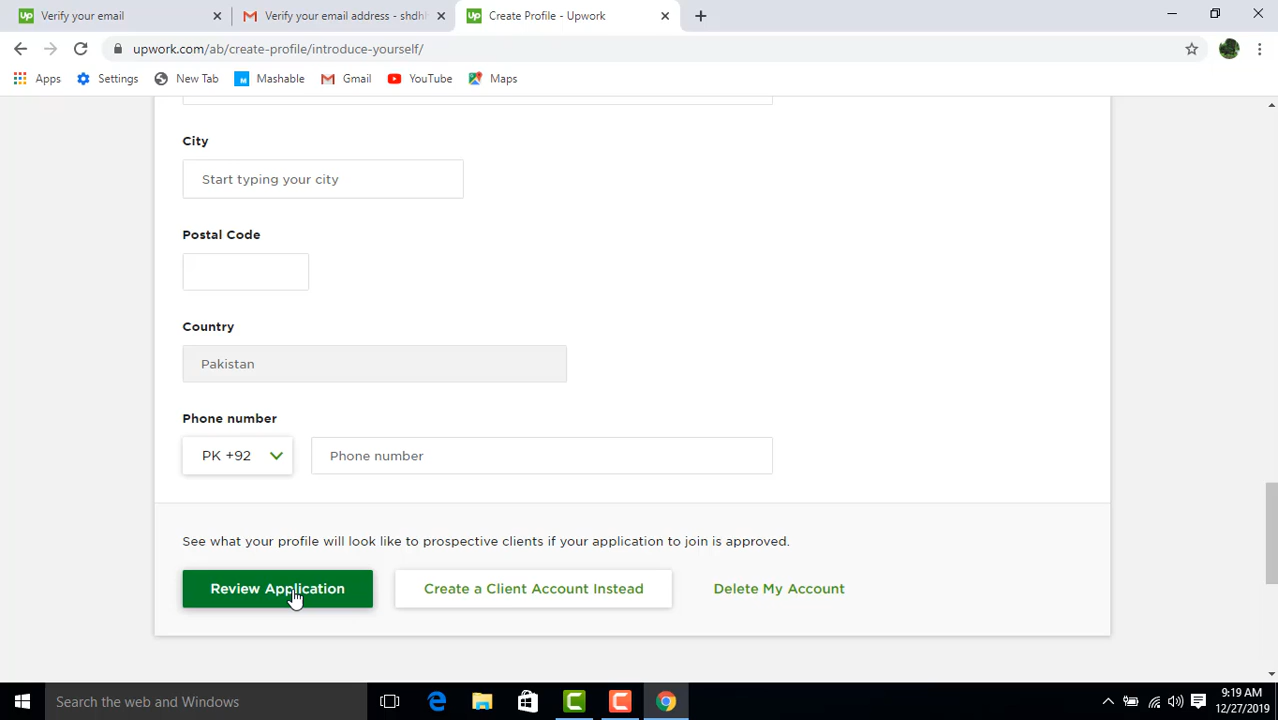 Up Verify your email
Verify your email address - shdh
Up Create Profile - Upwork
upwork.com/ab/create-profile/introduce-yourself/
Apps Settings New Tab M Mashable Gmail YouTube Maps
City
Start typing your city
Postal Code
Country
Pakistan
Phone number
PK +92 Phone number
See what your profile will look like to prospective clients if your application to join is approved.
Review Application Create a Client Account Instead Delete My Account
Search the web and Windows
9:19 AM
12/27/2019